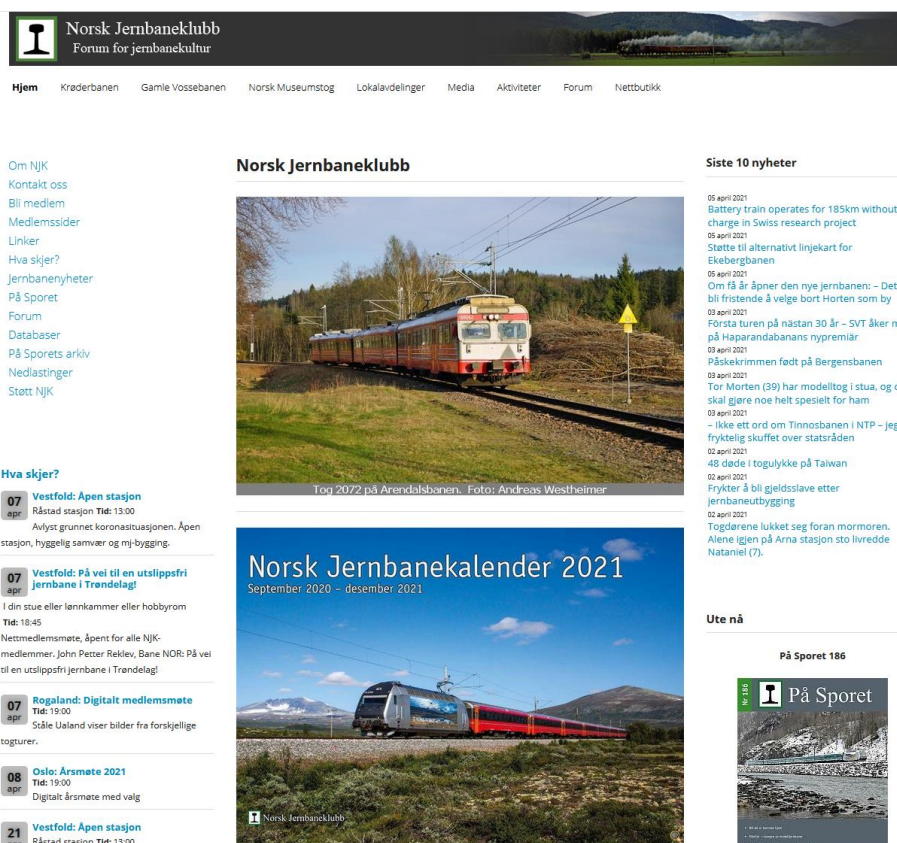 Norsk Jernbaneklubb
Forum for jernbanekultur
Hjem Krøderbanen Gamle Vossebanen Norsk Museumstog Lokalavdelinger Media Aktiviteter Forum Nettbutikk
Om NJK
Kontakt oss
Bli medlem
Medlemssider
Linker
Hva skjer?
Jernbanenyheter
På Sporet
Forum
Databaser
På Sporets arkiv
Nedlastinger
Støtt NJK
Hva skjer?
07 apr
Vestfold: Åpen stasjon
Råstad stasjon Tid: 13:00
Avlyst grunnet koronasituasjonen. Åpen
stasjon, hyggelig samvær og mj-bygging.
07 apr
Vestfold: På vei til en utslippsfri
jernbane i Trøndelag!
I din stue eller lønnkammer eller hobbyrom
Tid: 18:45
Nettmedlemsmøte, åpent for alle NJK-
medlemmer. John Petter Reklev, Bane NOR: På vei
til en utslippsfri jernbane i Trøndelag!
07 apr
Rogaland: Digitalt medlemsmøte
Tid: 19:00
Ståle Ualand viser bilder fra forskjellige
togturer.
08 apr
Oslo: Årsmøte 2021
Tid: 19:00
Digitalt årsmøte med valg
21
Vestfold: Åpen stasjon
Råstad stasjon Tid: 13:00
Norsk Jernbaneklubb
Tog 2072 på Arendalsbanen. Foto: Andreas Westheimer
Norsk Jernbanekalender 2021
September 2020 – desember 2021
Norsk Jernbaneklubb
Siste 10 nyheter
05 april 2021
Battery train operates for 185km without
charge in Swiss research project
05 april 2021
Støtte til alternativt linjekart for
Ekebergbanen
05 april 2021
Om få år åpner den nye jernbanen: – Det
bli fristende å velge bort Horten som by
03 april 2021
Första turen på nästan 30 år – SVT åker
på Haparandabanans nypremiär
03 april 2021
Påskekrimmen født på Bergensbanen
03 april 2021
Tor Morten (39) har modelltog i stua, og
skal gjøre noe helt spesielt for ham
03 april 2021
– Ikke ett ord om Tinnosbanen i NTP – jeg
fryktelig skuffet over statsråden
02 april 2021
48 døde i togulykke på Taiwan
02 april 2021
Frykter å bli gjeldsslave etter
jernbaneutbygging
02 april 2021
Togdørene lukket seg foran mormoren.
Alene igjen på Arna stasjon sto livredde
Nataniel (7).
Ute nå
På Sporet 186
Nr 186
På Sporet